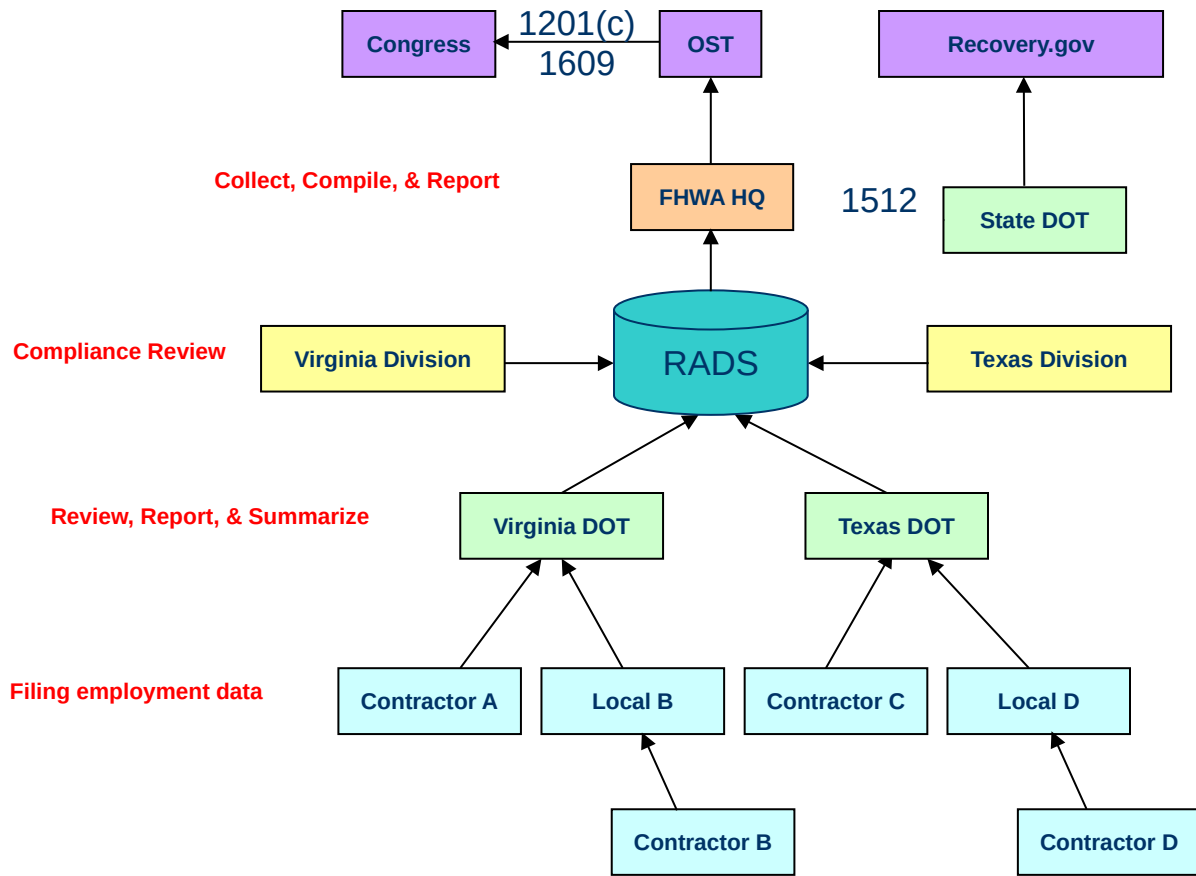 Congress
1201(c)
1609
OST
Recovery.gov
Collect, Compile, & Report
FHWA HQ
1512
State DOT
Compliance Review
Virginia Division
RADS
Texas Division
Review, Report, & Summarize
Virginia DOT
Texas DOT
Filing employment data
Contractor A
Local B
Contractor C
Local D
Contractor B
Contractor D